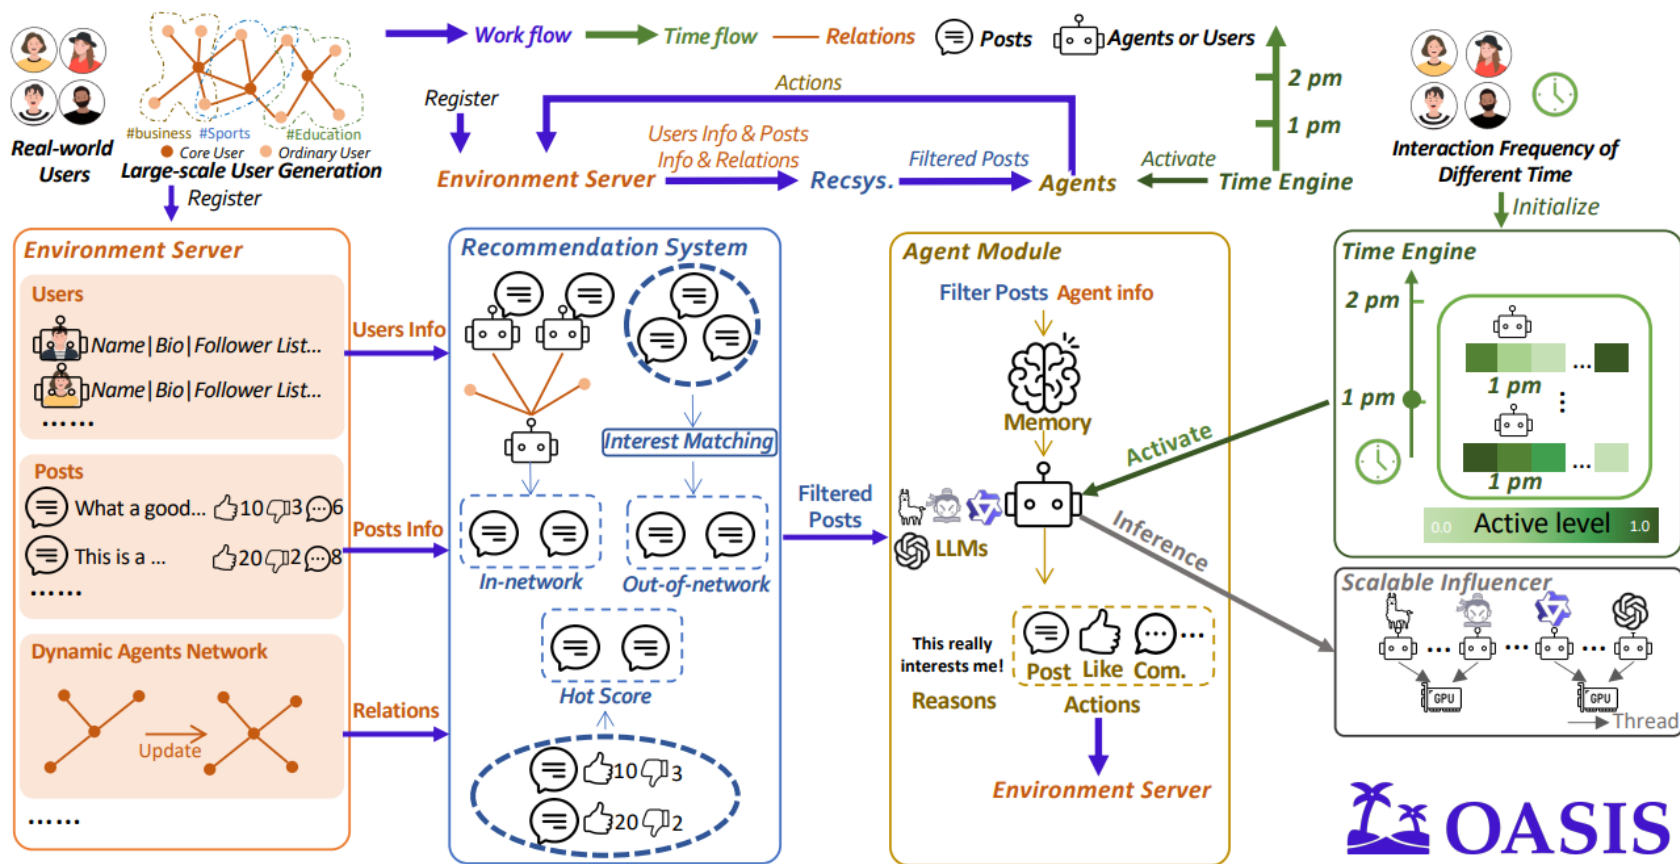 Work flow
Time flow
Relations
Posts
Agents or Users
#business #Sports #Education
Core User Ordinary User
Real-world
Users
Large-scale User Generation
Register
Register
Actions
Users Info & Posts
Info & Relations
Filtered Posts
Activate
Environment Server
Recsys.
Agents
Time Engine
2 pm
1 pm
Interaction Frequency of
Different Time
Initialize
Environment Server
Users
Name|Bio|Follower List...
Name|Bio|Follower List...
......
Posts
What a good... 10 3 6
This is a ... 20 2 8
......
Dynamic Agents Network
Update
......
Users Info
Posts Info
Relations
Recommendation System
Interest Matching
In-network
Out-of-network
Hot Score
10 3
20 2
Filtered
Posts
Agent Module
Filter Posts Agent info
Memory
LLMs
This really
interests me!
Reasons
Post Like Com.
...
Actions
Environment Server
Activate
Inference
Time Engine
2 pm
1 pm
...
1 pm
...
1 pm
0.0 Active level 1.0
Scalable Influencer
... ... ...
GPU GPU
Thread
OASIS